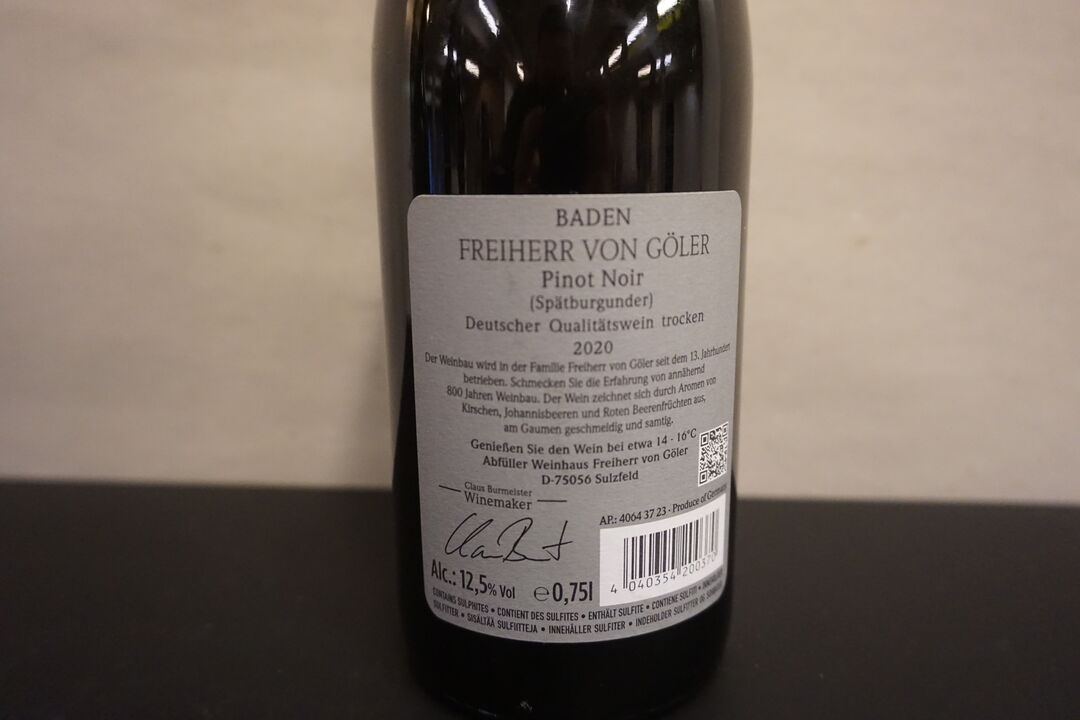 BADEN
FREIHERR VON GÖLER
Pinot Noir
(Spätburgunder)
Deutscher Qualitätswein trocken
2020
Der Weinbau wird in der Familie Freiherr von Göler seit dem 13. Jahrhundert
betrieben. Schmecken Sie die Erfahrung von annähernd
800 Jahren Weinbau. Der Wein zeichnet sich durch Aromen von
Kirschen, Johannisbeeren und Roten Beerenfrüchten aus,
am Gaumen geschmeidig und samtig.
Genießen Sie den Wein bei etwa 14 - 16°C
Abfüller Weinhaus Freiherr von Göler
D-75056 Sulzfeld
Claus Burmeister
Winemaker
AP.: 4064 37 23 · Produce of Germany
Alc.: 12,5% Vol e 0,75l
4 040354 200370
CONTAINS SULPHITES • CONTIENT DES SULFITES • ENTHÄLT SULFITE • CONTIENE SOLFITI •
SULFITTER • SISÄLTÄÄ SULFIITTEJA • INNEHÅLLER SULFITER • INDEHOLDER SULFITTER